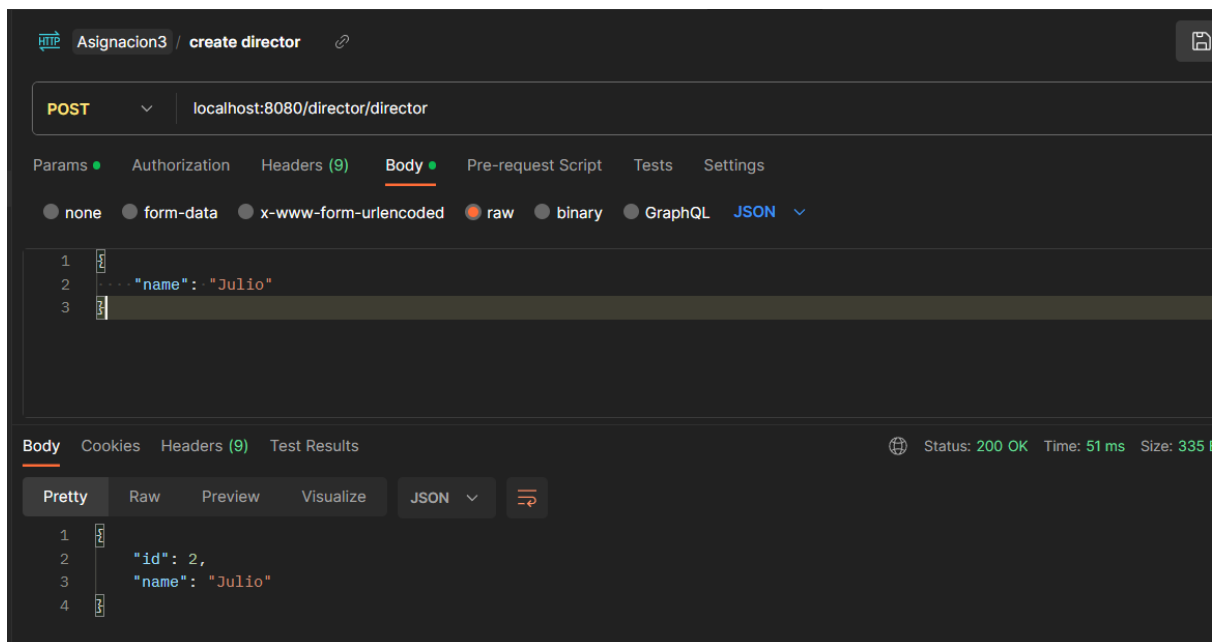 HTTP Asignacion3 / create director
POST localhost:8080/director/director
Params Authorization Headers (9) Body Pre-request Script Tests Settings
none form-data x-www-form-urlencoded raw binary GraphQL JSON
1 {
2 "name": "Julio"
3 }
Body Cookies Headers (9) Test Results Status: 200 OK Time: 51 ms Size: 335
Pretty Raw Preview Visualize JSON
1 {
2 "id": 2,
3 "name": "Julio"
4 }